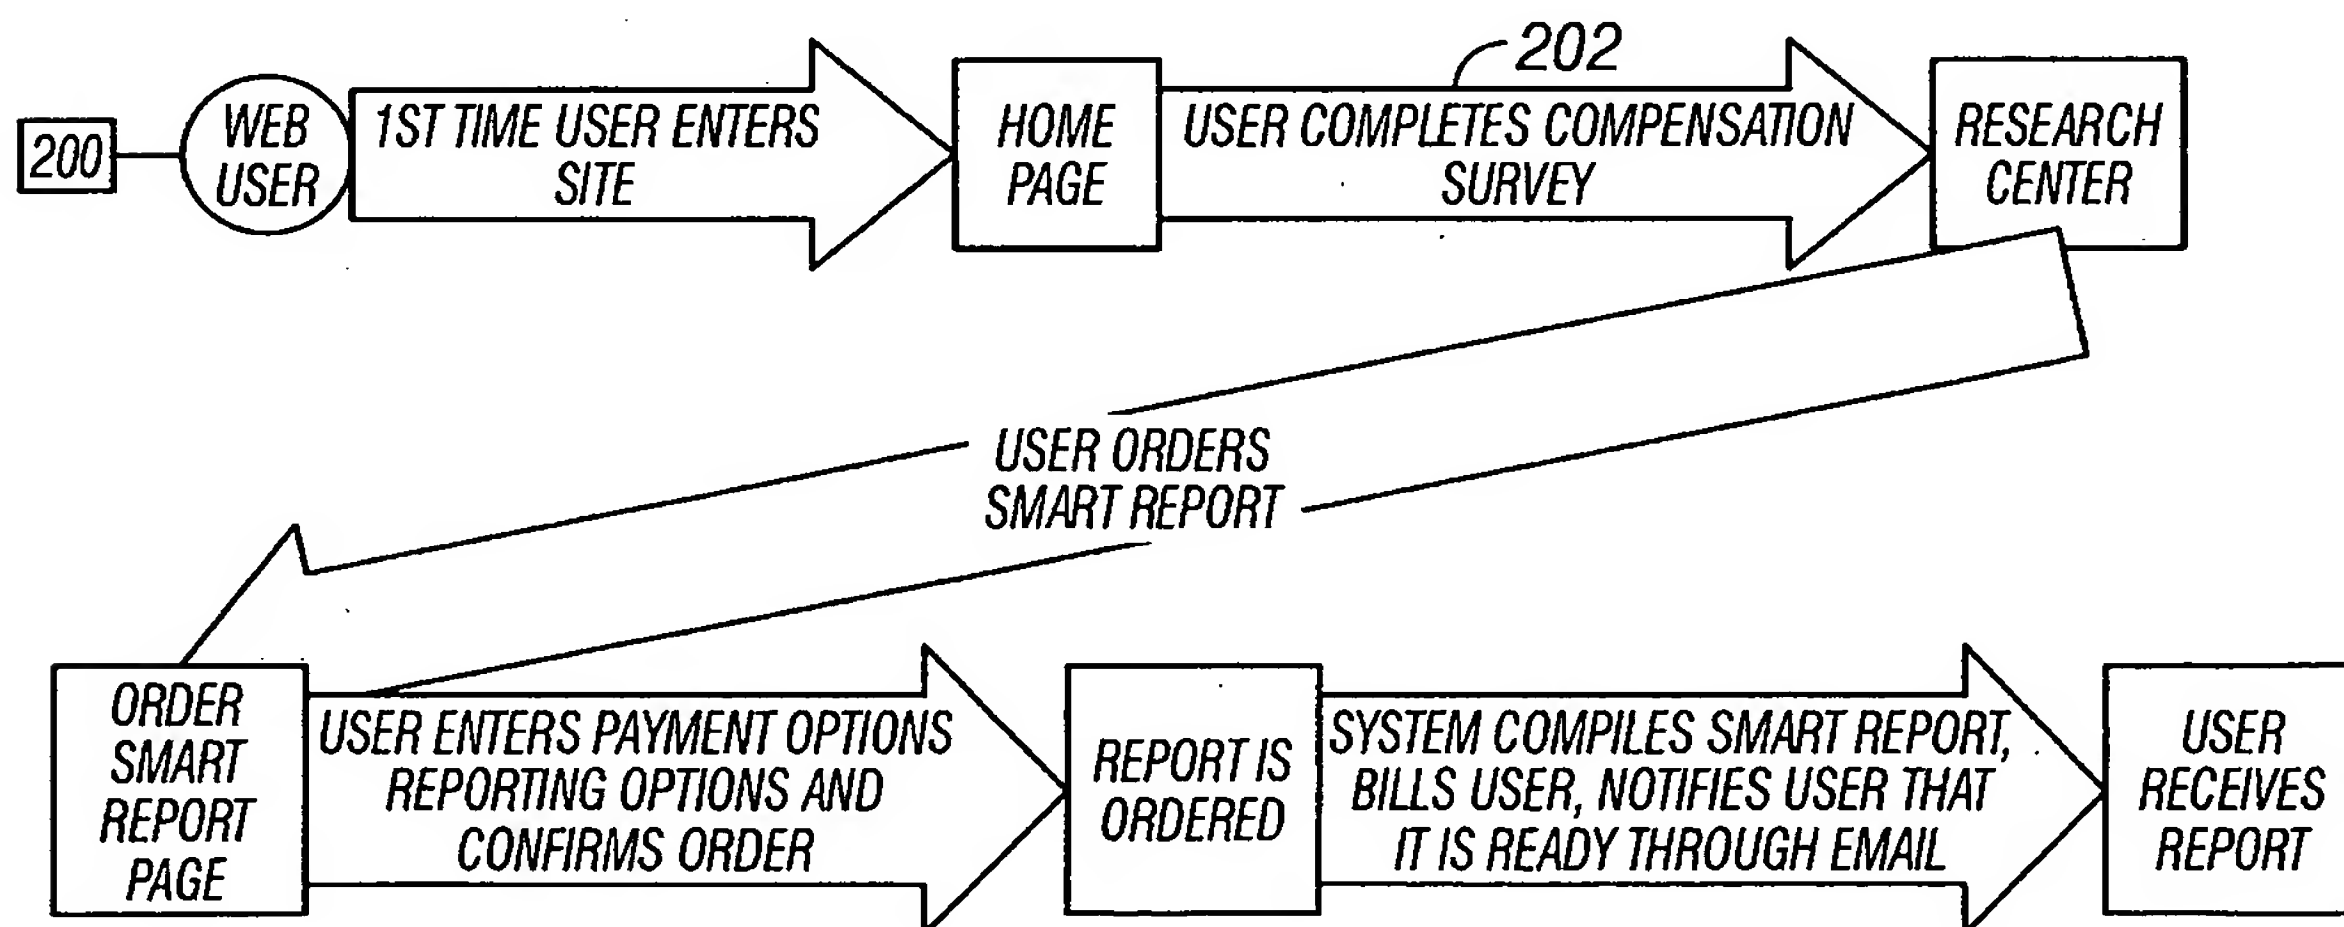 202
200
WEB
USER
1ST TIME USER ENTERS
SITE
HOME
PAGE
USER COMPLETES COMPENSATION
SURVEY
RESEARCH
CENTER
USER ORDERS
SMART REPORT
ORDER
SMART
REPORT
PAGE
USER ENTERS PAYMENT OPTIONS
REPORTING OPTIONS AND
CONFIRMS ORDER
REPORT IS
ORDERED
SYSTEM COMPILES SMART REPORT,
BILLS USER, NOTIFIES USER THAT
IT IS READY THROUGH EMAIL
USER
RECEIVES
REPORT